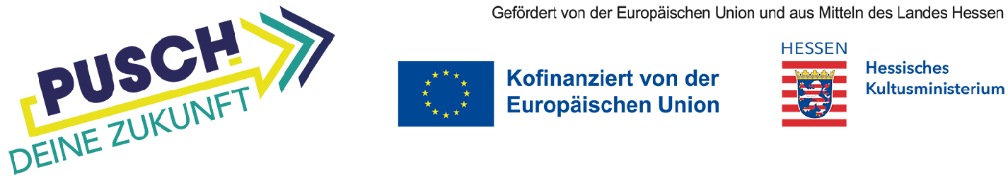 Gefördert von der Europäischen Union und aus Mitteln des Landes Hessen
PUSCH
DEINE ZUKUNFT
Kofinanziert von der
Europäischen Union
HESSEN
Hessisches
Kultusministerium